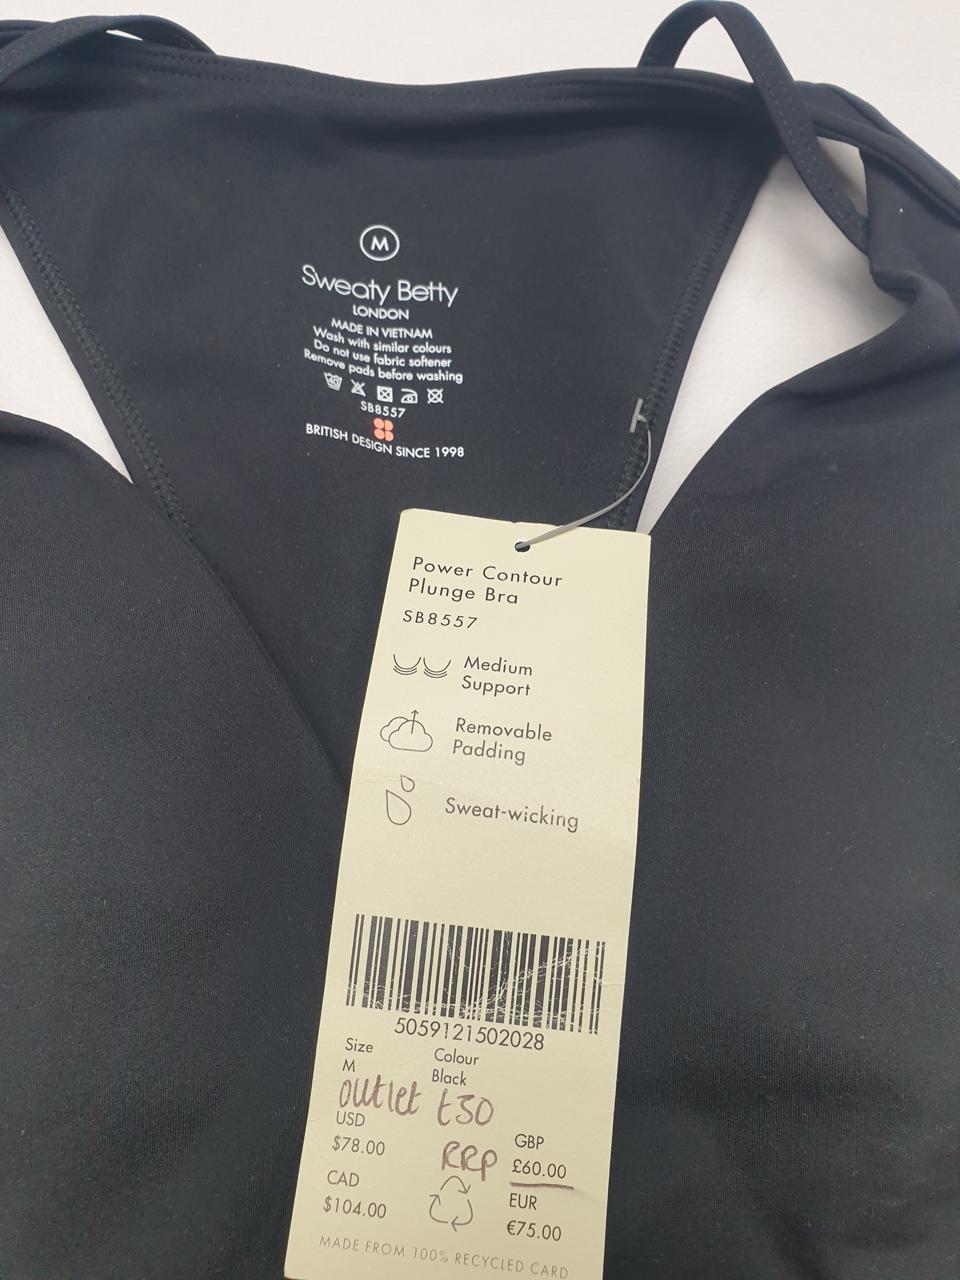 M
Sweaty Betty
LONDON
MADE IN VIETNAM
Wash with similar colours
Do not use fabric softener
Remove pads before washing
40
SB8557
BRITISH DESIGN SINCE 1998
Power Contour
Plunge Bra
SB8557
Medium
Support
Removable
Padding
Sweat-wicking
5059121502028
Size
M
Colour
Black
outlet £30
USD
$78.00
RRP
GBP
£60.00
CAD
$104.00
EUR
€75.00
MADE FROM 100% RECYCLED CARD